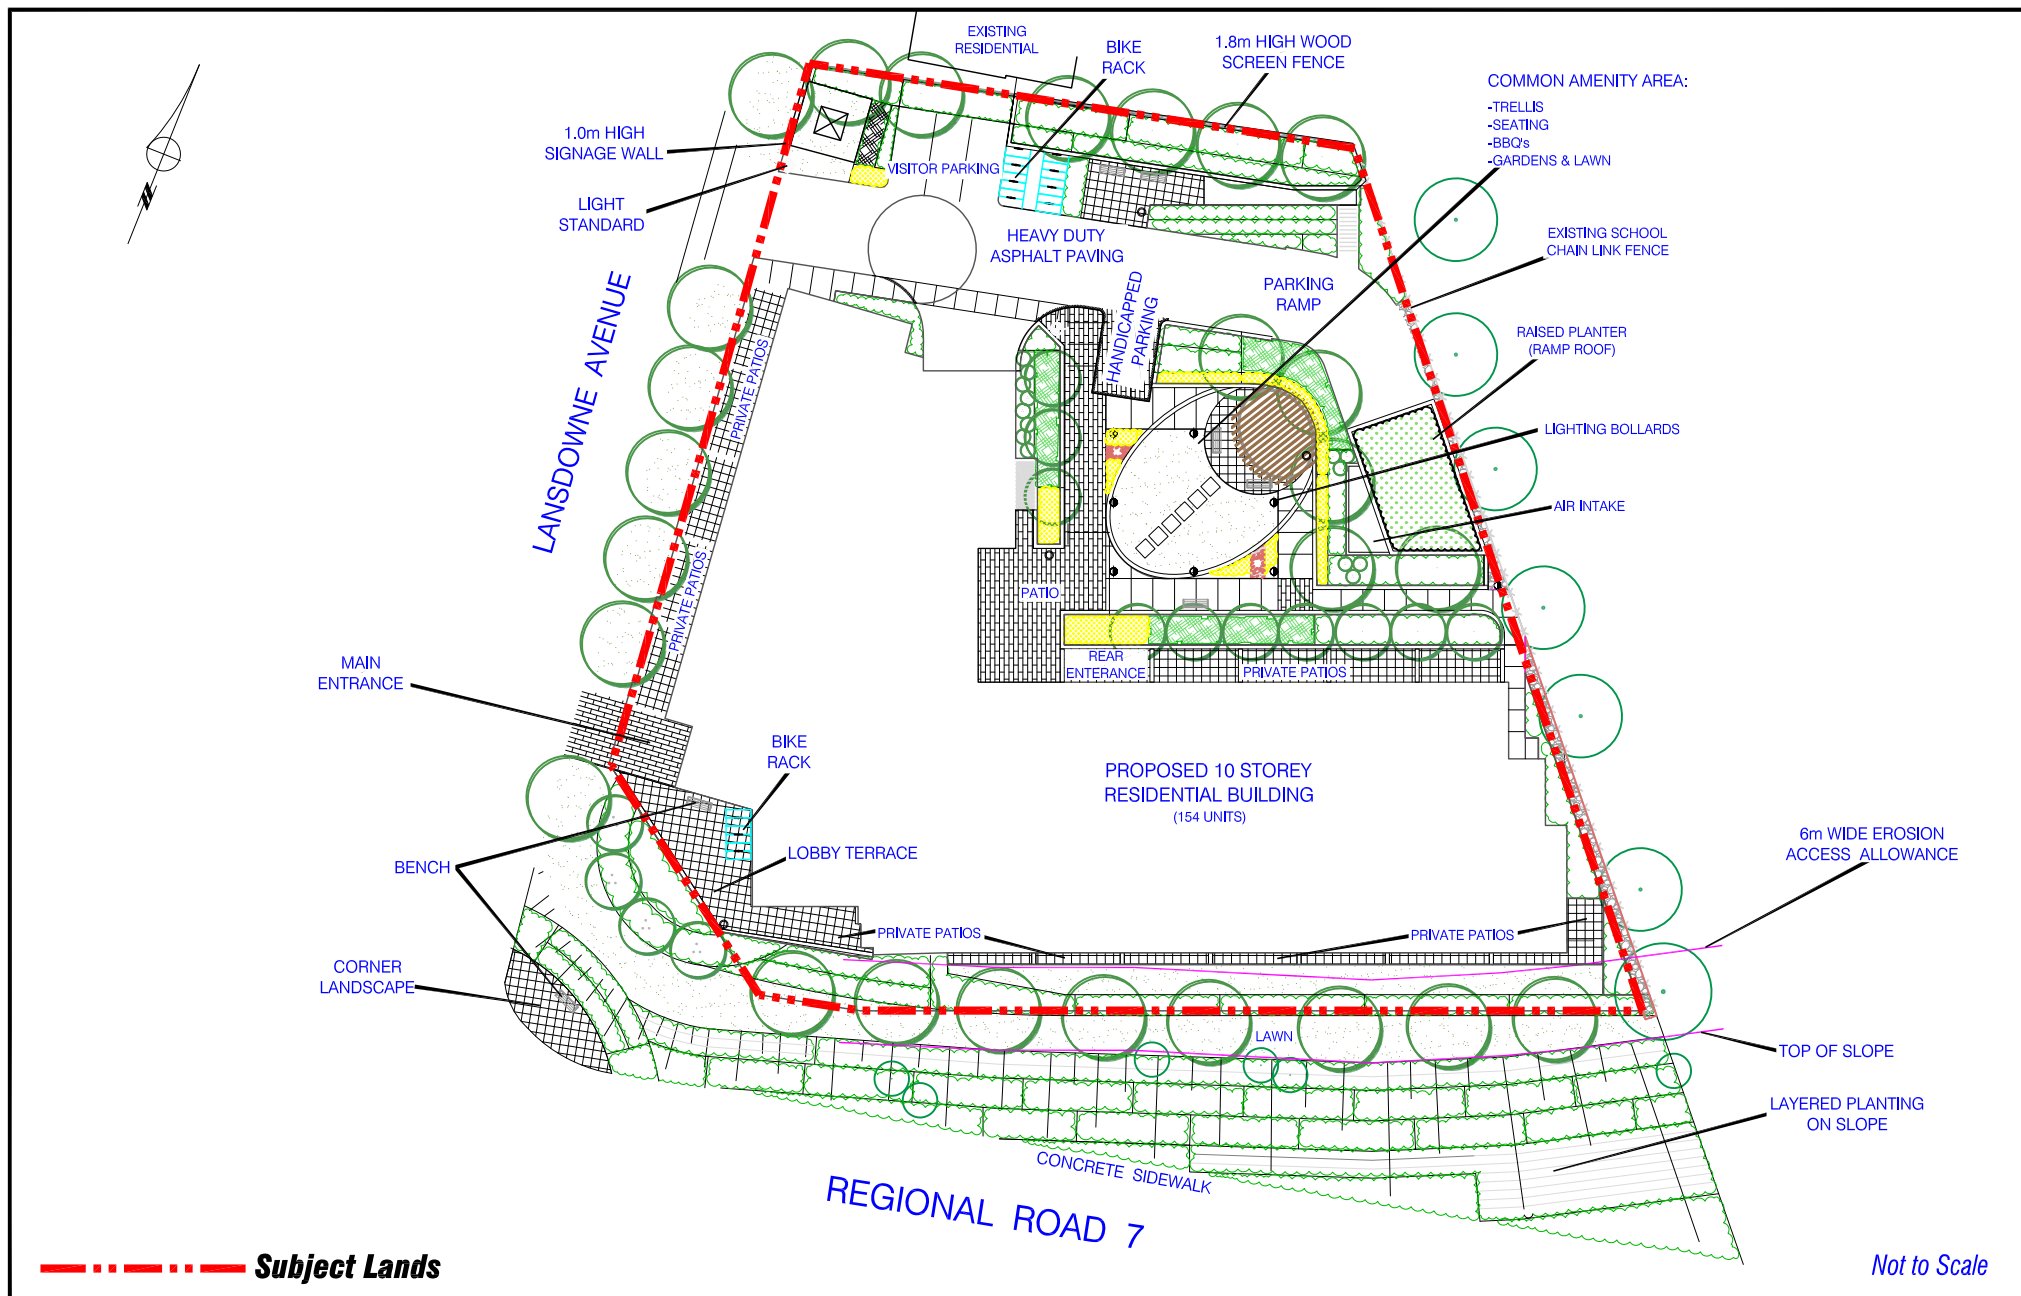 EXISTING
RESIDENTIAL
BIKE
RACK
1.8m HIGH WOOD
SCREEN FENCE
COMMON AMENITY AREA:
-TRELLIS
-SEATING
-BBQ's
-GARDENS & LAWN
1.0m HIGH
SIGNAGE WALL
VISITOR PARKING
LIGHT
STANDARD
N
HEAVY DUTY
ASPHALT PAVING
EXISTING SCHOOL
CHAIN LINK FENCE
PARKING
RAMP
HANDICAPPED
PARKING
RAISED PLANTER
(RAMP ROOF)
LANSDOWNE AVENUE
PRIVATE PATIOS
LIGHTING BOLLARDS
AIR INTAKE
PRIVATE PATIOS
PATIO
REAR
ENTERANCE
PRIVATE PATIOS
MAIN
ENTRANCE
BIKE
RACK
PROPOSED 10 STOREY
RESIDENTIAL BUILDING
(154 UNITS)
6m WIDE EROSION
ACCESS ALLOWANCE
BENCH
LOBBY TERRACE
PRIVATE PATIOS
PRIVATE PATIOS
CORNER
LANDSCAPE
LAWN
TOP OF SLOPE
LAYERED PLANTING
ON SLOPE
CONCRETE SIDEWALK
REGIONAL ROAD 7
Subject Lands
Not to Scale